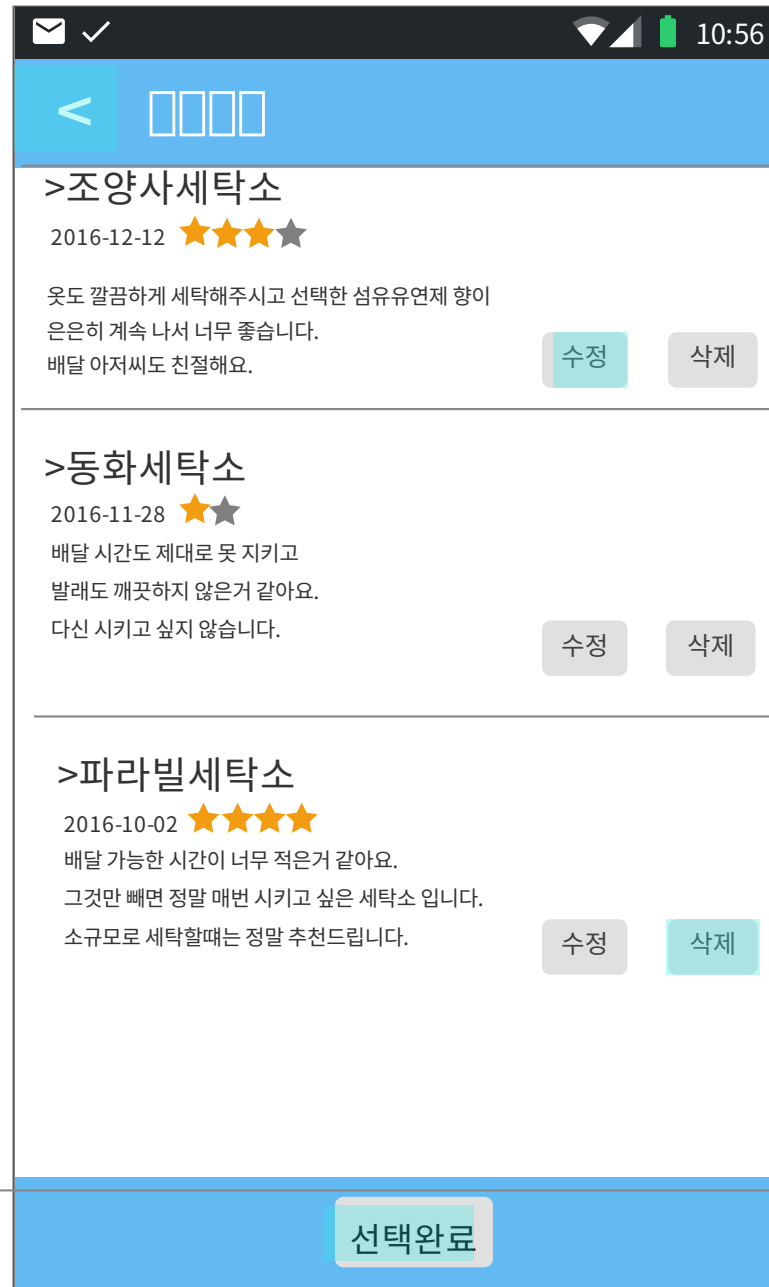 10:56
<
>조양사세탁소
2016-12-12
옷도 깔끔하게 세탁해주시고 선택한 섬유유연제 향이
은은히 계속 나서 너무 좋습니다.
배달 아저씨도 친절해요.
수정 삭제
>동화세탁소
2016-11-28
배달 시간도 제대로 못 지키고
발래도 깨끗하지 않은거 같아요.
다신 시키고 싶지 않습니다.
수정 삭제
>파라빌세탁소
2016-10-02
배달 가능한 시간이 너무 적은거 같아요.
그것만 빼면 정말 매번 시키고 싶은 세탁소 입니다.
소규모로 세탁할떄는 정말 추천드립니다.
수정 삭제
선택완료